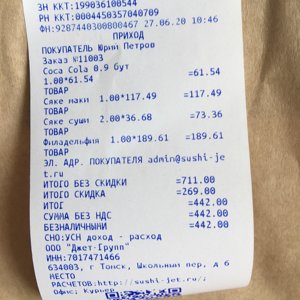 ЗН ККТ:199036100544
РН ККТ:0004450357040709
ФН:9287440300800467 27.06.20 10:46
ПРИХОД
ПОКУПАТЕЛЬ Юрий Петров
Заказ №11003
Coca Cola 0.9 бут
1.00*61.54 =61.54
ТОВАР
Сяке маки 1.00*117.49 =117.49
ТОВАР
Сяке суши 2.00*36.68 =73.36
ТОВАР
Филадельфия 1.00*189.61 =189.61
ТОВАР
ЭЛ. АДР. ПОКУПАТЕЛЯ admin@sushi-je
t.ru
ИТОГО БЕЗ СКИДКИ =711.00
ИТОГО СКИДКА =269.00
ИТОГ =442.00
СУММА БЕЗ НДС =442.00
БЕЗНАЛИЧНЫМИ =442.00
СНО:УСН доход - расход
ООО "Джет-Групп"
ИНН:7017471466
634003, г Томск, Школьный пер, д 6
МЕСТО
РАСЧЕТОВ:http://sushi-jet.ru/;
Офис; Курьер